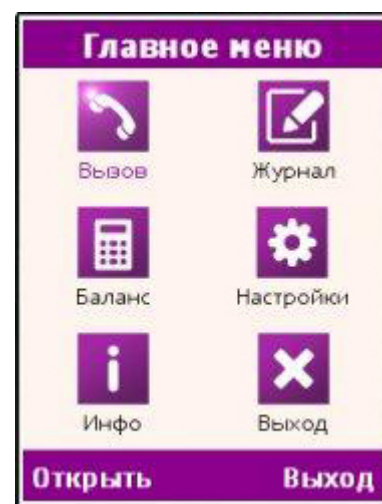 Главное меню
Вызов Журнал
Баланс Настройки
Инфо Выход
Открыть Выход